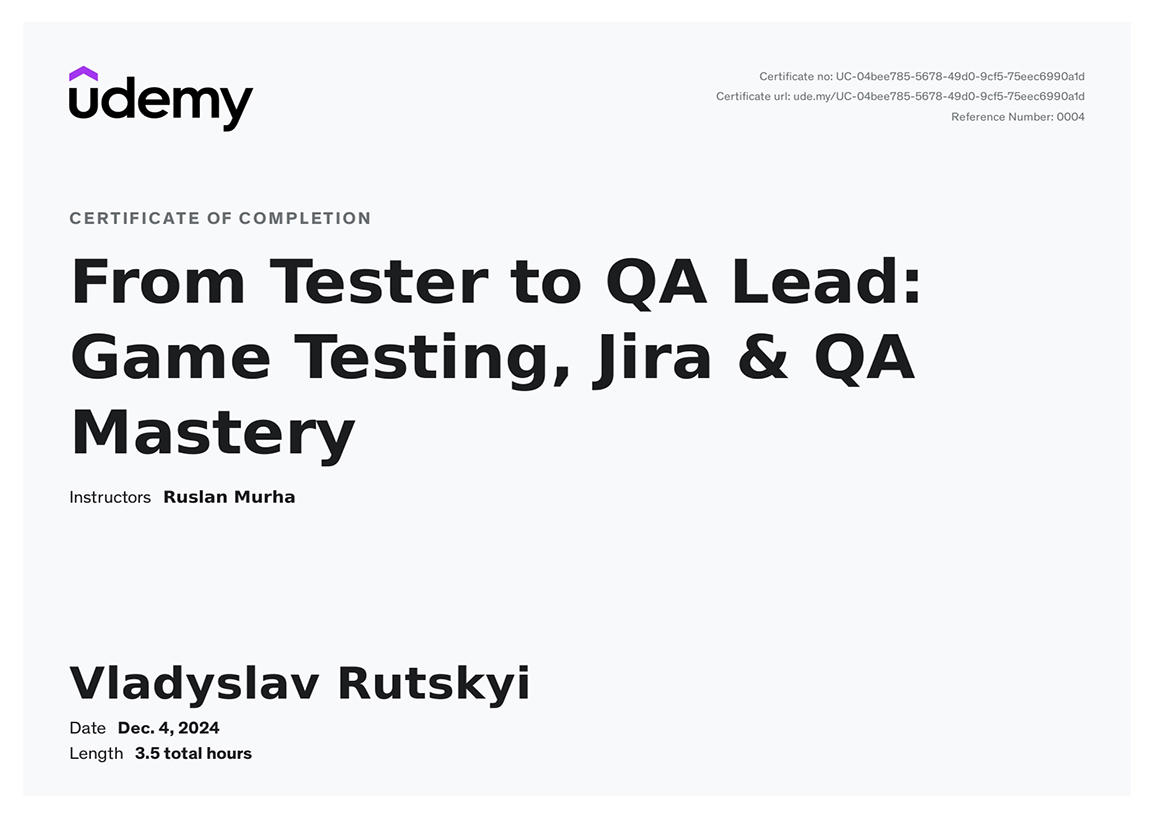 udemy
Certificate no: UC-04bee785-5678-49d0-9cf5-75eec6990a1d
Certificate url: ude.my/UC-04bee785-5678-49d0-9cf5-75eec6990a1d
Reference Number: 0004
CERTIFICATE OF COMPLETION
From Tester to QA Lead:
Game Testing, Jira & QA
Mastery
Instructors Ruslan Murha
Vladyslav Rutskyi
Date Dec. 4, 2024
Length 3.5 total hours